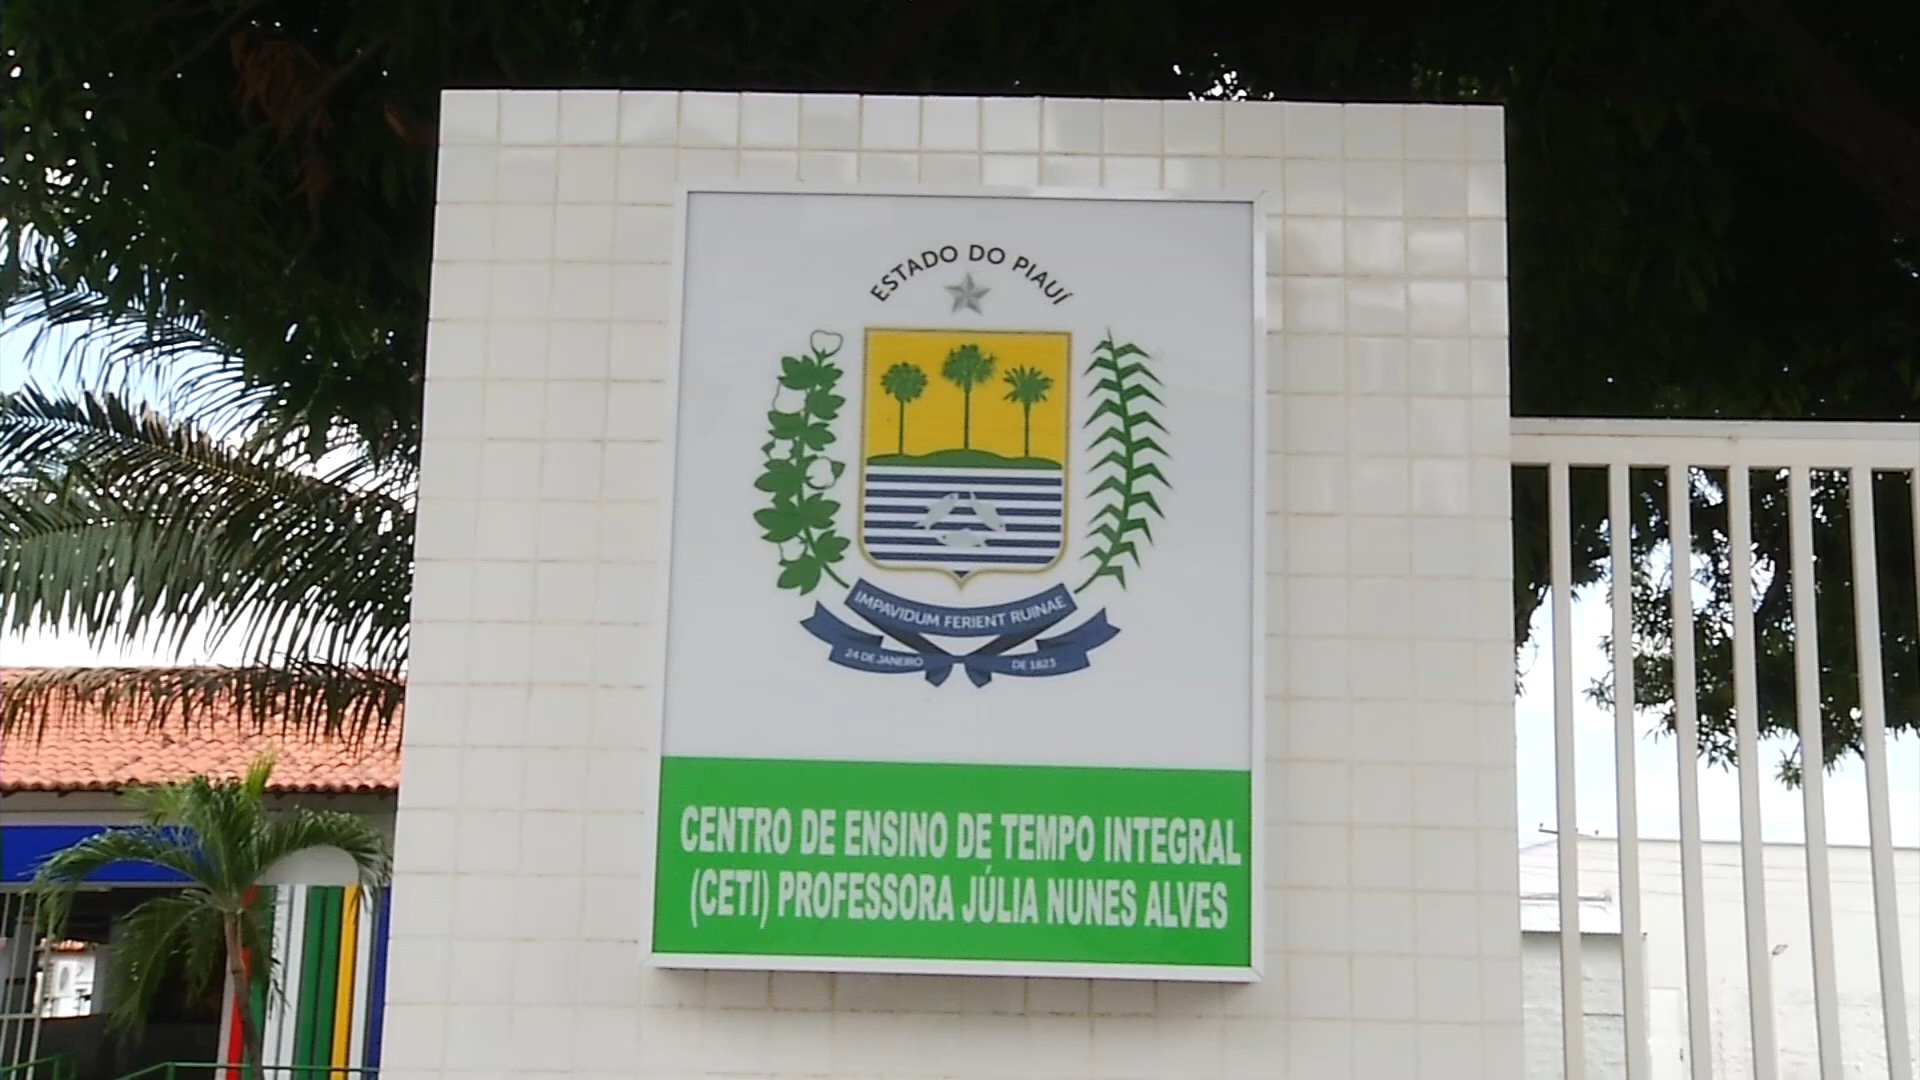 ESTADO DO PIAUÍ
IMPAVIDUM FERIENT RUINAE
24 DE JANEIRO DE 1823
CENTRO DE ENSINO DE TEMPO INTEGRAL
(CETI) PROFESSORA JÚLIA NUNES ALVES